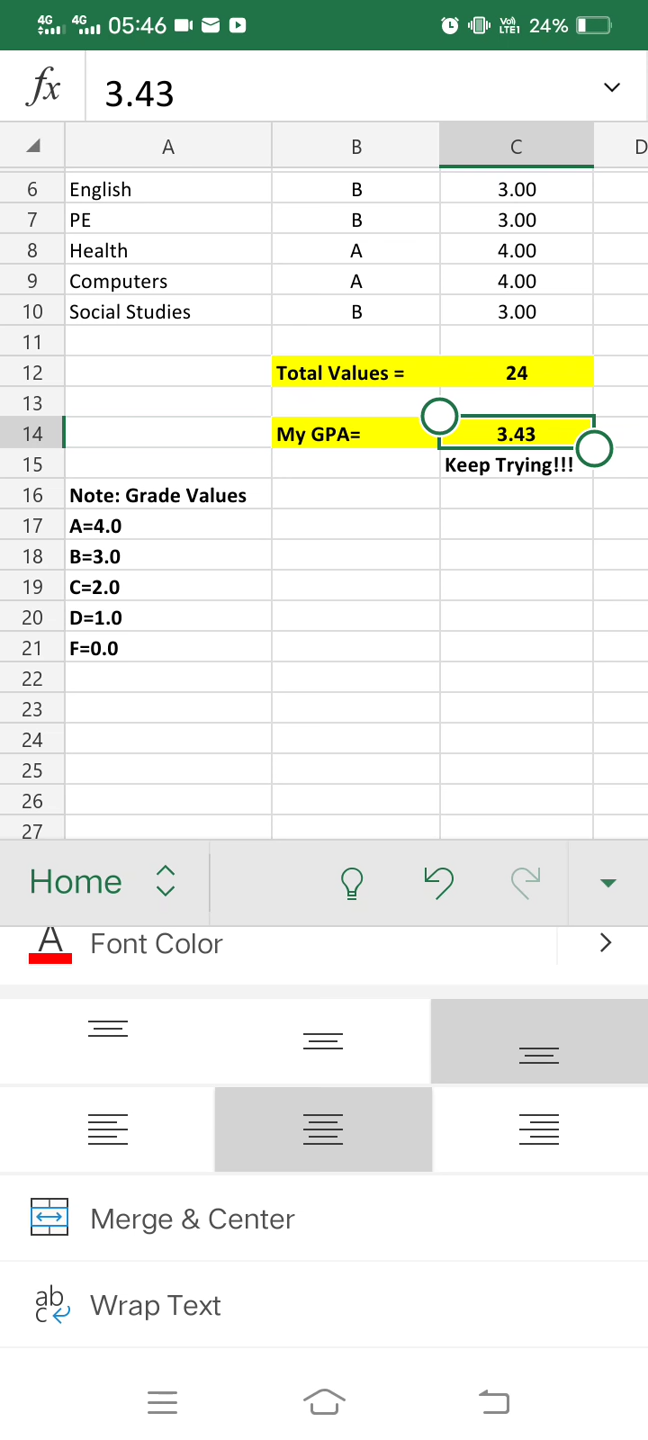 4G 4G 05:46 Vo) LTE1 24%
fx 3.43
A B C D
6 English B 3.00
7 PE B 3.00
8 Health A 4.00
9 Computers A 4.00
10 Social Studies B 3.00
11
12 Total Values = 24
13
14 My GPA= 3.43
15 Keep Trying!!!
16 Note: Grade Values
17 A=4.0
18 B=3.0
19 C=2.0
20 D=1.0
21 F=0.0
22
23
24
25
26
27
Home
A Font Color
Merge & Center
abc Wrap Text